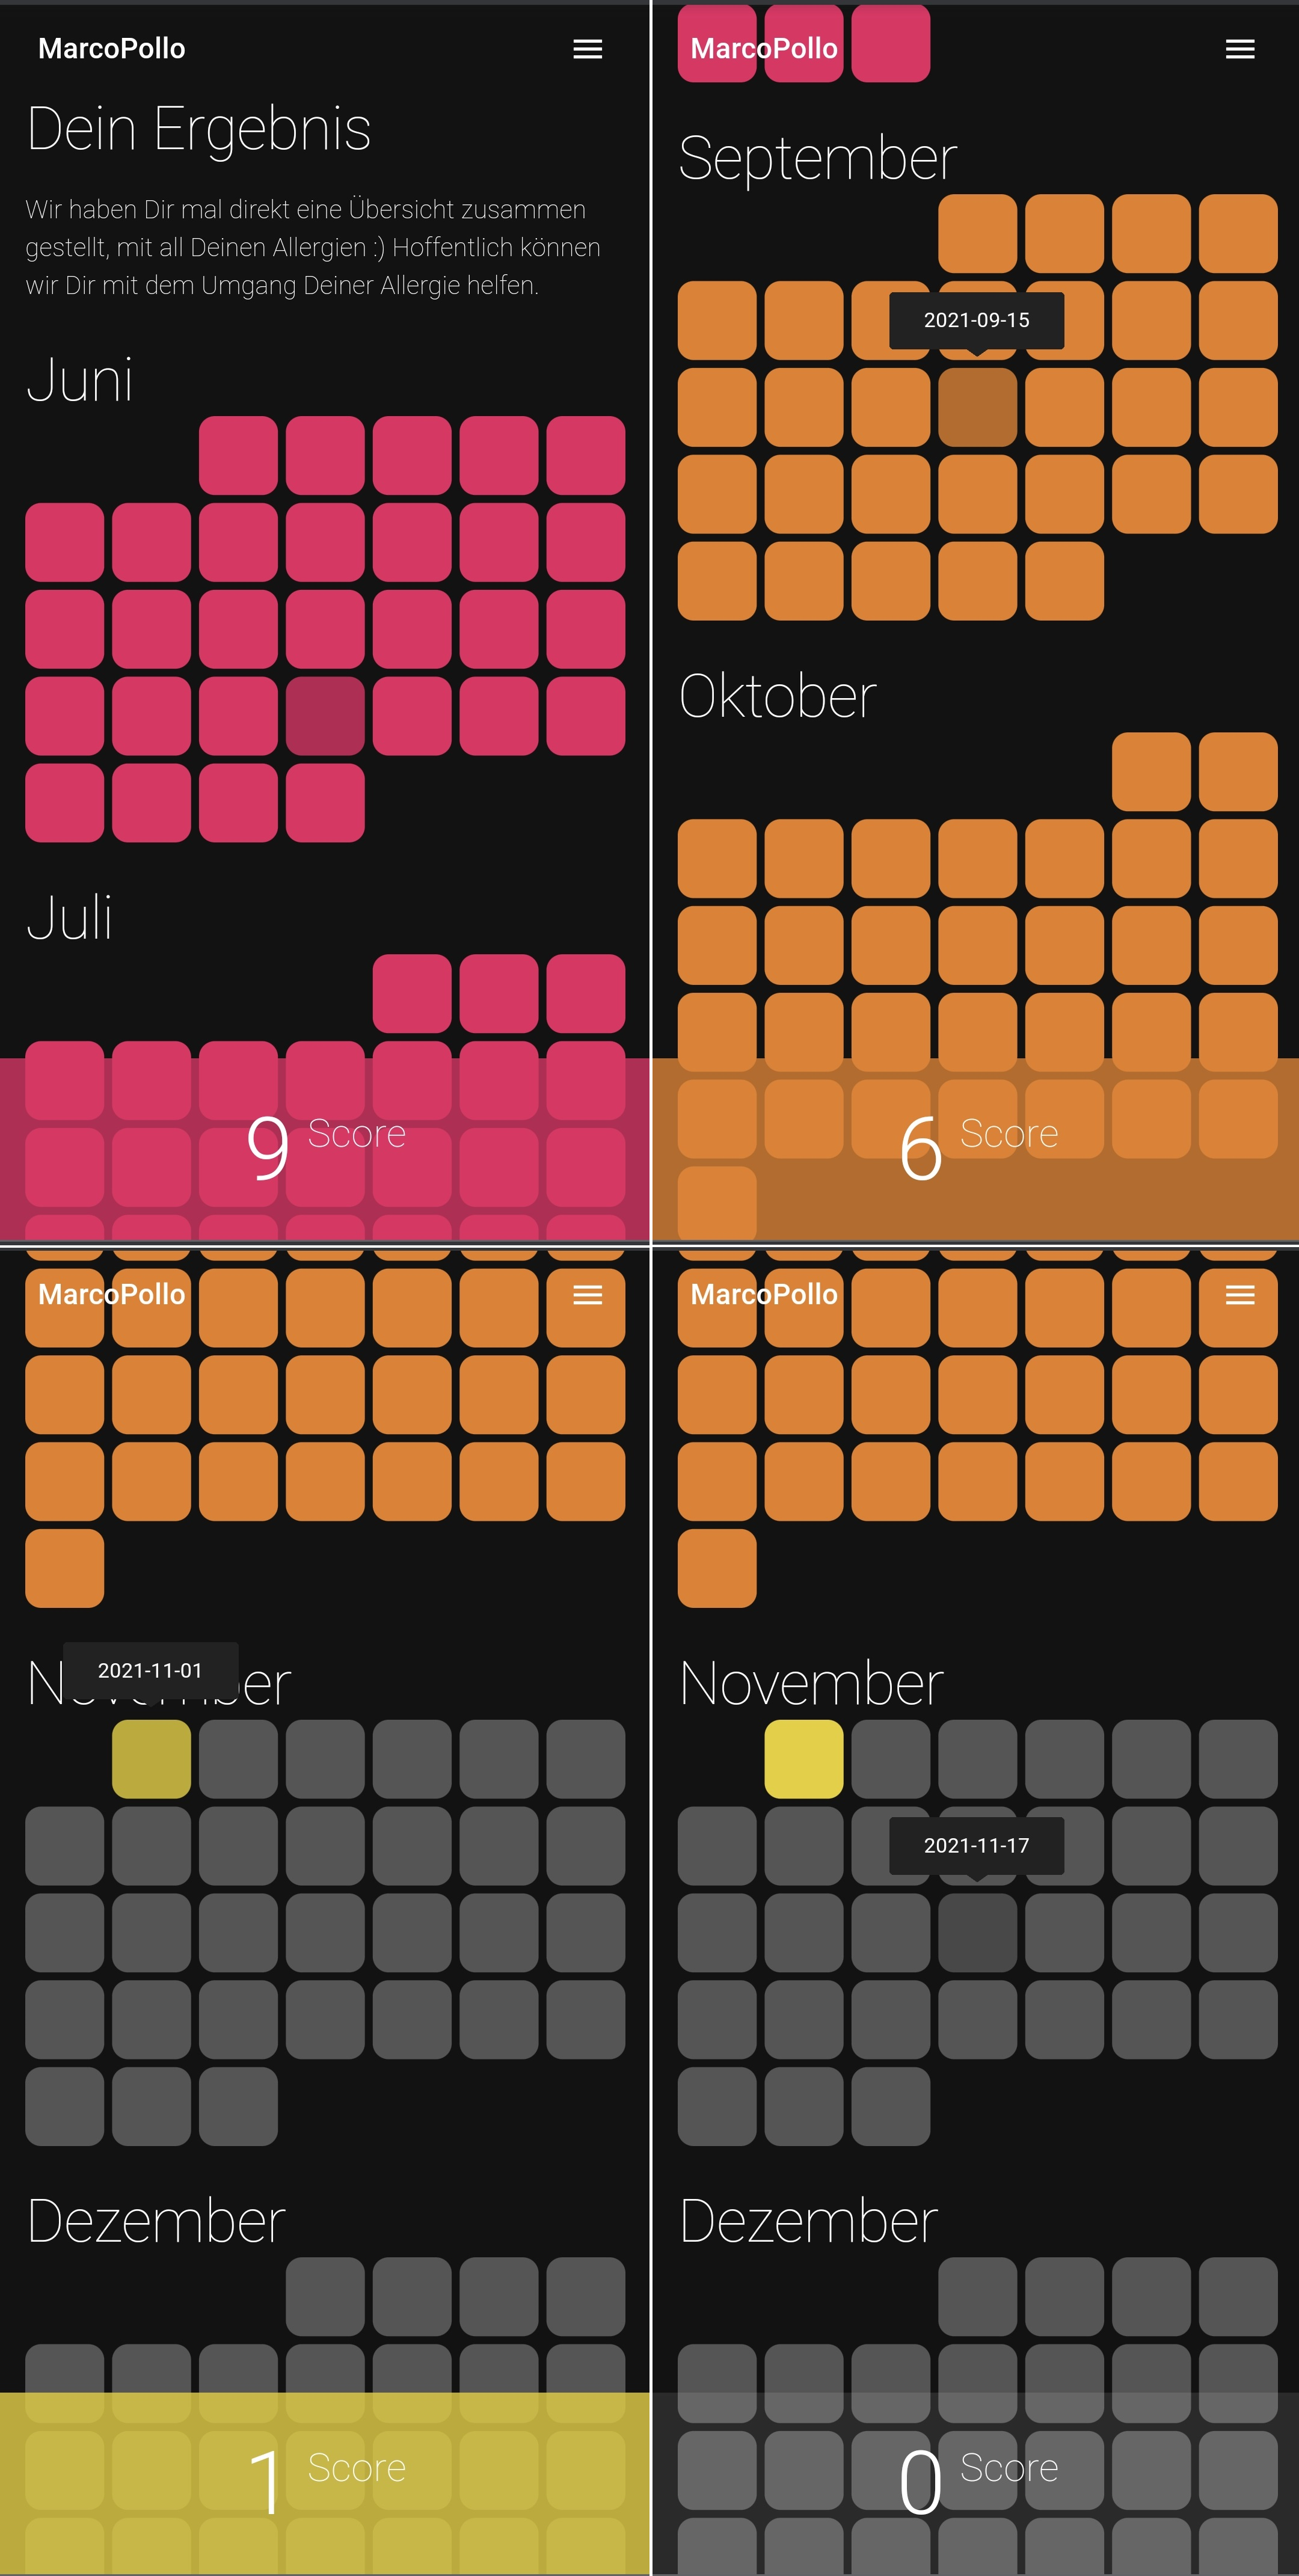 MarcoPollo
Dein Ergebnis
Wir haben Dir mal direkt eine Übersicht zusammen
gestellt, mit all Deinen Allergien :) Hoffentlich können
wir Dir mit dem Umgang Deiner Allergie helfen.
Juni
Juli
9 Score
MarcoPollo
September
2021-09-15
Oktober
6 Score
MarcoPollo
2021-11-01
Dezember
1 Score
MarcoPollo
November
2021-11-17
Dezember
0 Score